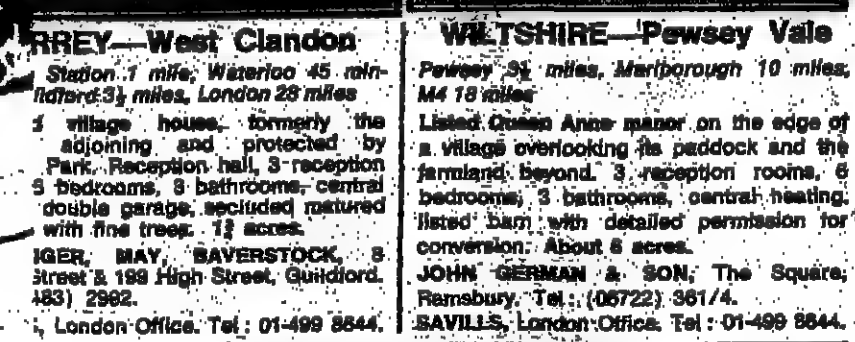 RREY—West Clandon
Station 1 mile, Waterloo 45 min-
ildford 3½ miles, London 28 miles
village house, formerly the
adjoining and protected by
Park. Reception hall, 3 reception
5 bedrooms, 3 bathrooms, central
double garage, secluded matured
with fine trees. 1¾ acres.
IGER, MAY, BAVERSTOCK, 8
Street & 199 High Street, Guildford.
483) 2992.
, London Office. Tel : 01-499 8644.
WILTSHIRE—Pewsey Vale
Pewsey 3½ miles, Marlborough 10 miles,
M4 18 miles
Listed Queen Anne manor on the edge of
a village overlooking its paddock and the
farmland beyond. 3 reception rooms, 6
bedrooms, 3 bathrooms, central heating,
listed barn with detailed permission for
conversion. About 6 acres.
JOHN GERMAN & SON, The Square,
Ramsbury. Tel : (06722) 361/4.
SAVILLS, London Office. Tel : 01-499 8644.